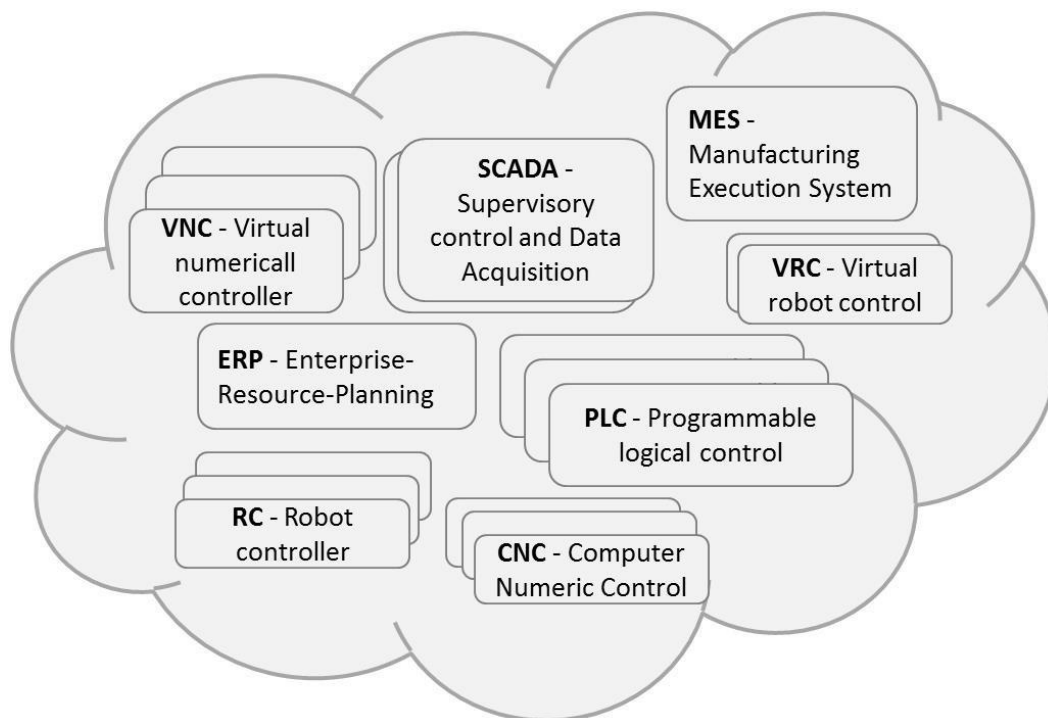 MES -
Manufacturing
Execution System
SCADA -
Supervisory
control and Data
Acquisition
VNC - Virtual
numericall
controller
VRC - Virtual
robot control
ERP - Enterprise-
Resource-Planning
PLC - Programmable
logical control
RC - Robot
controller
CNC - Computer
Numeric Control